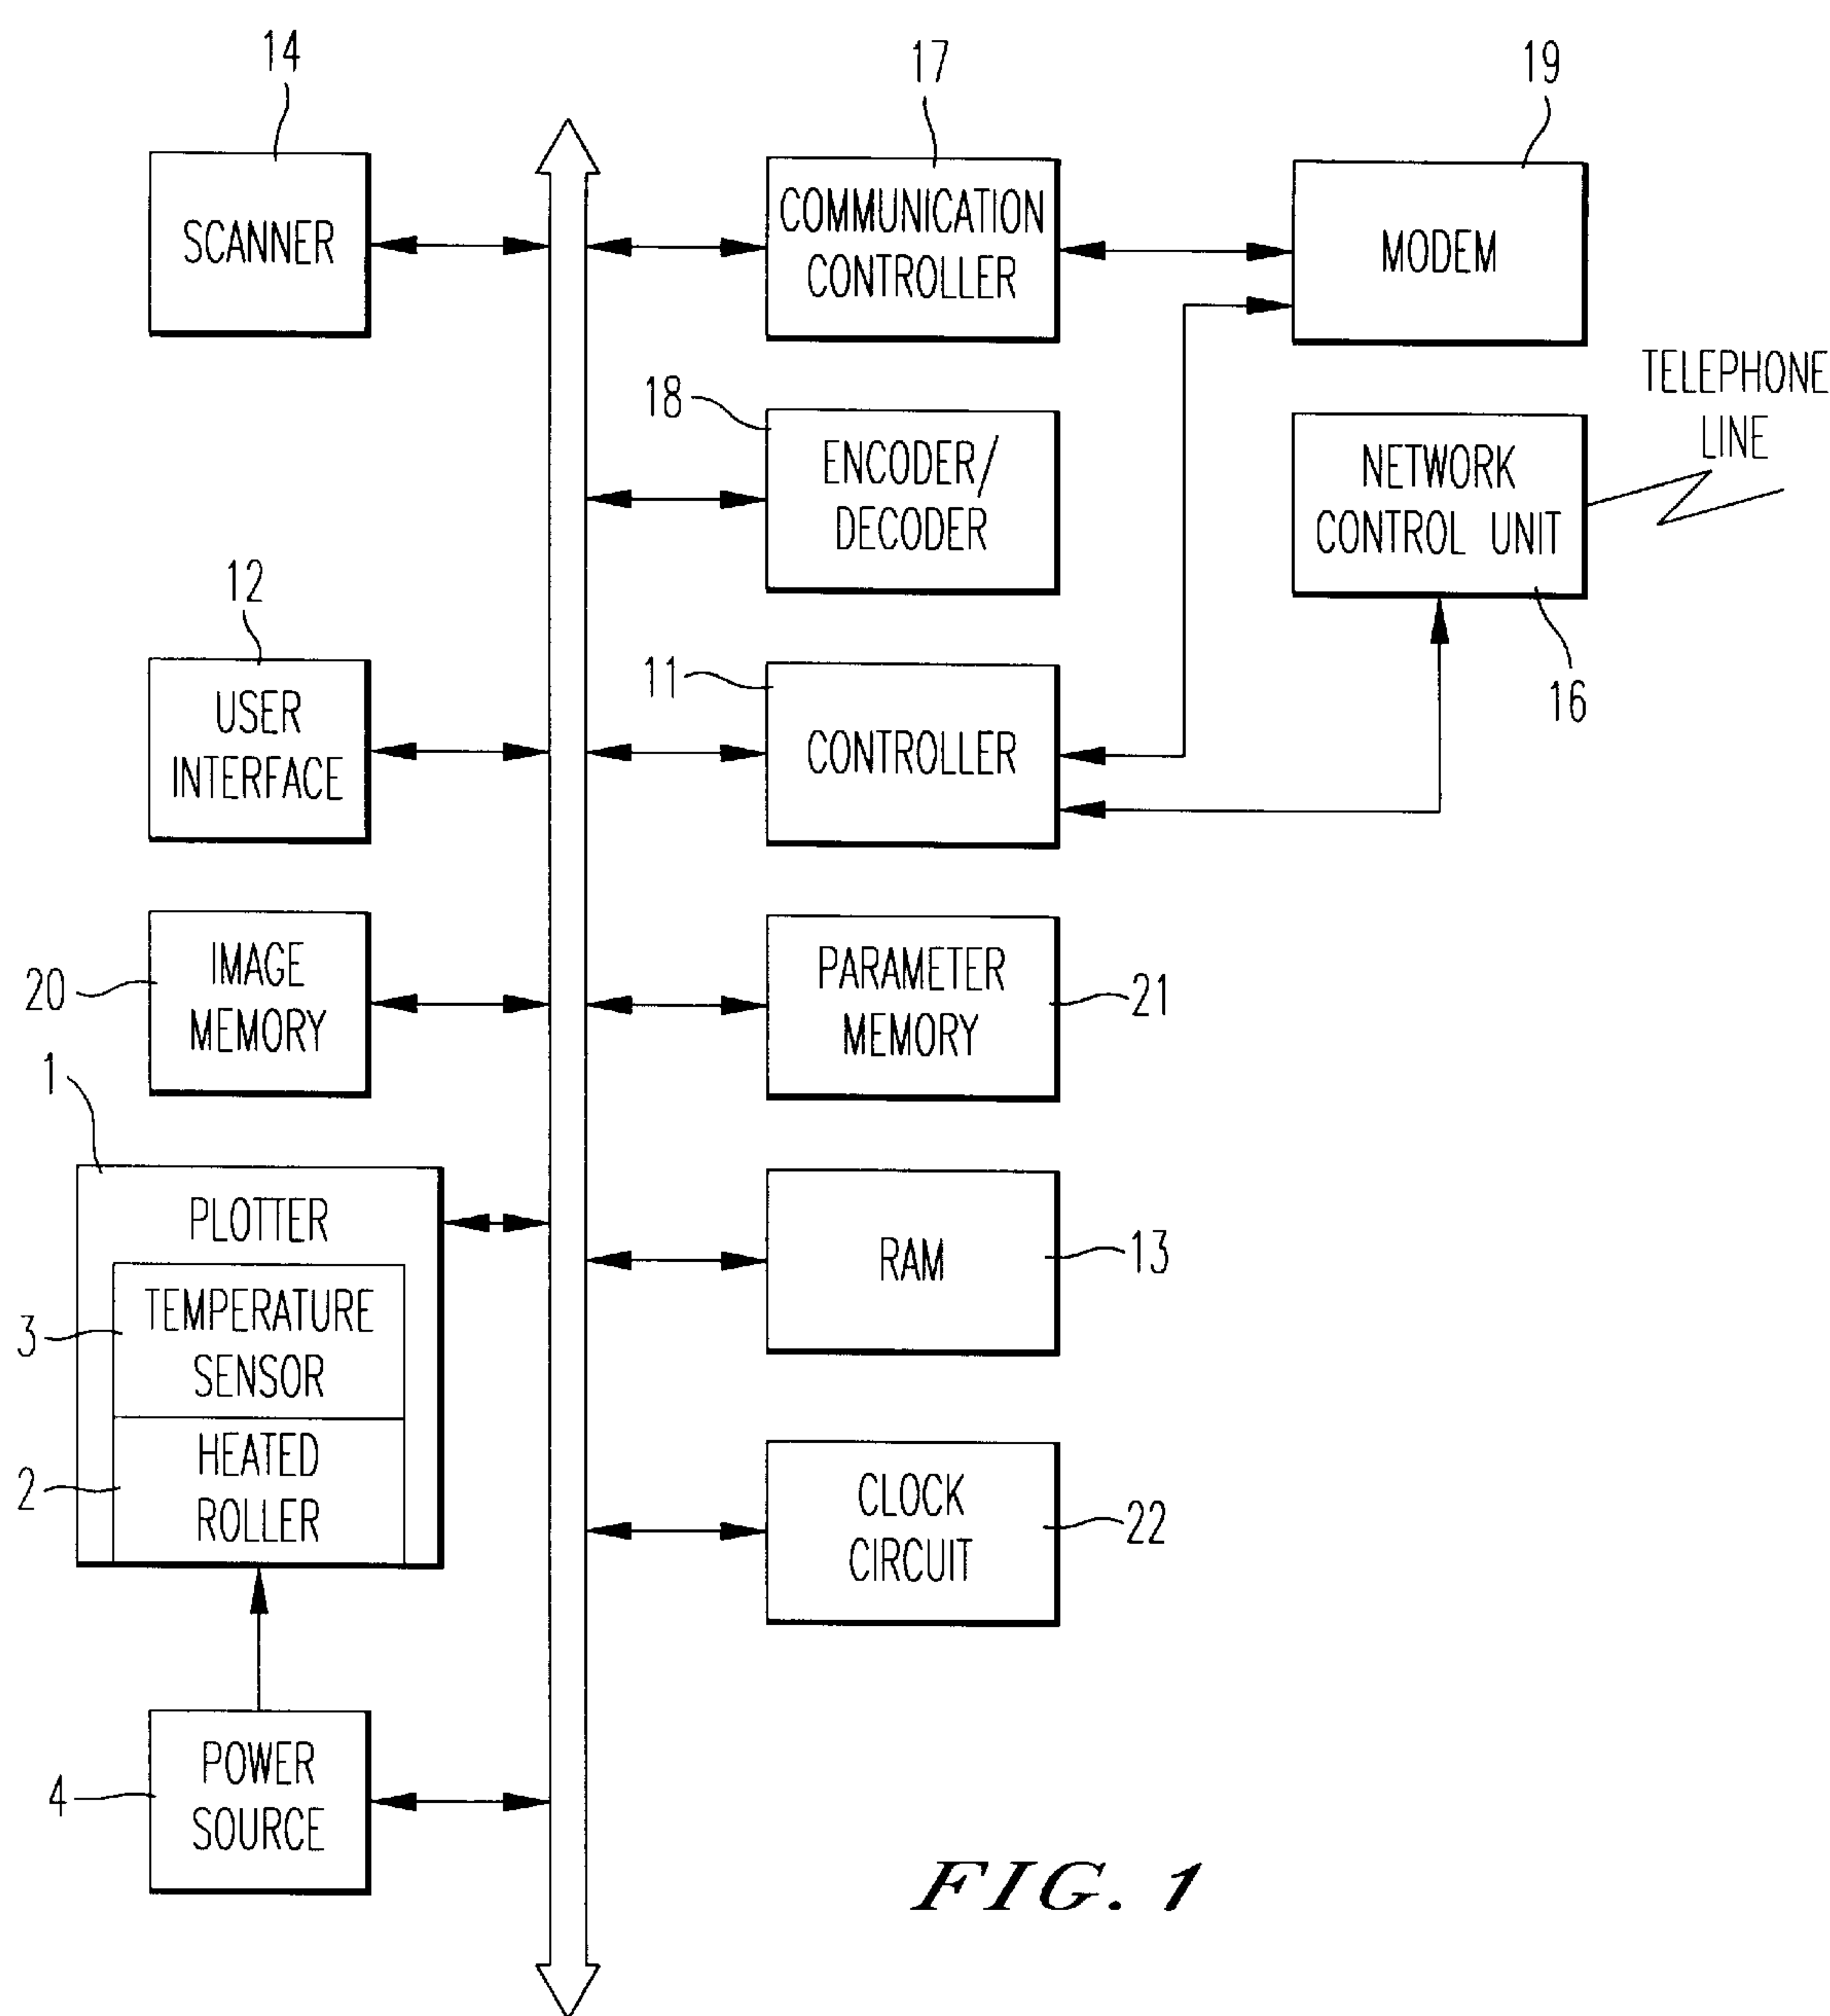 14
17
19
SCANNER
COMMUNICATION
CONTROLLER
MODEM
TELEPHONE
LINE
18
ENCODER/
DECODER
NETWORK
CONTROL UNIT
12
16
USER
INTERFACE
11
CONTROLLER
20
IMAGE
MEMORY
PARAMETER
MEMORY
21
1
PLOTTER
3
TEMPERATURE
SENSOR
2
HEATED
ROLLER
RAM
13
CLOCK
CIRCUIT
22
4
POWER
SOURCE
FIG. 1